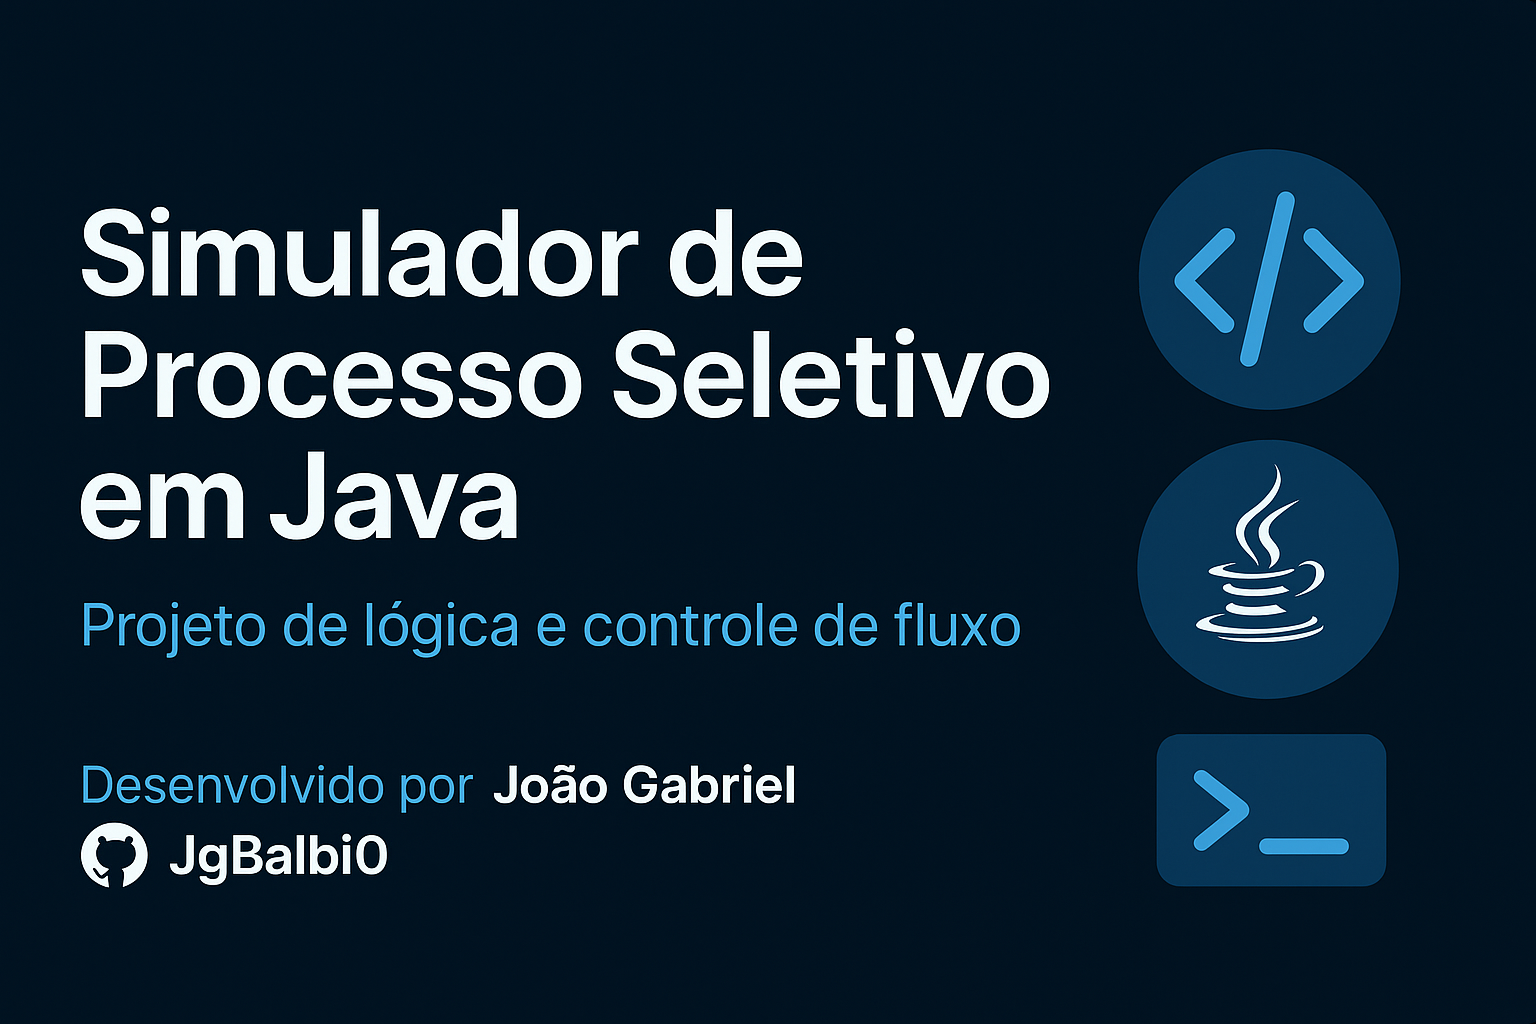 Simulador de
Processo Seletivo
em Java
Projeto de lógica e controle de fluxo
Desenvolvido por João Gabriel
JgBalbi0